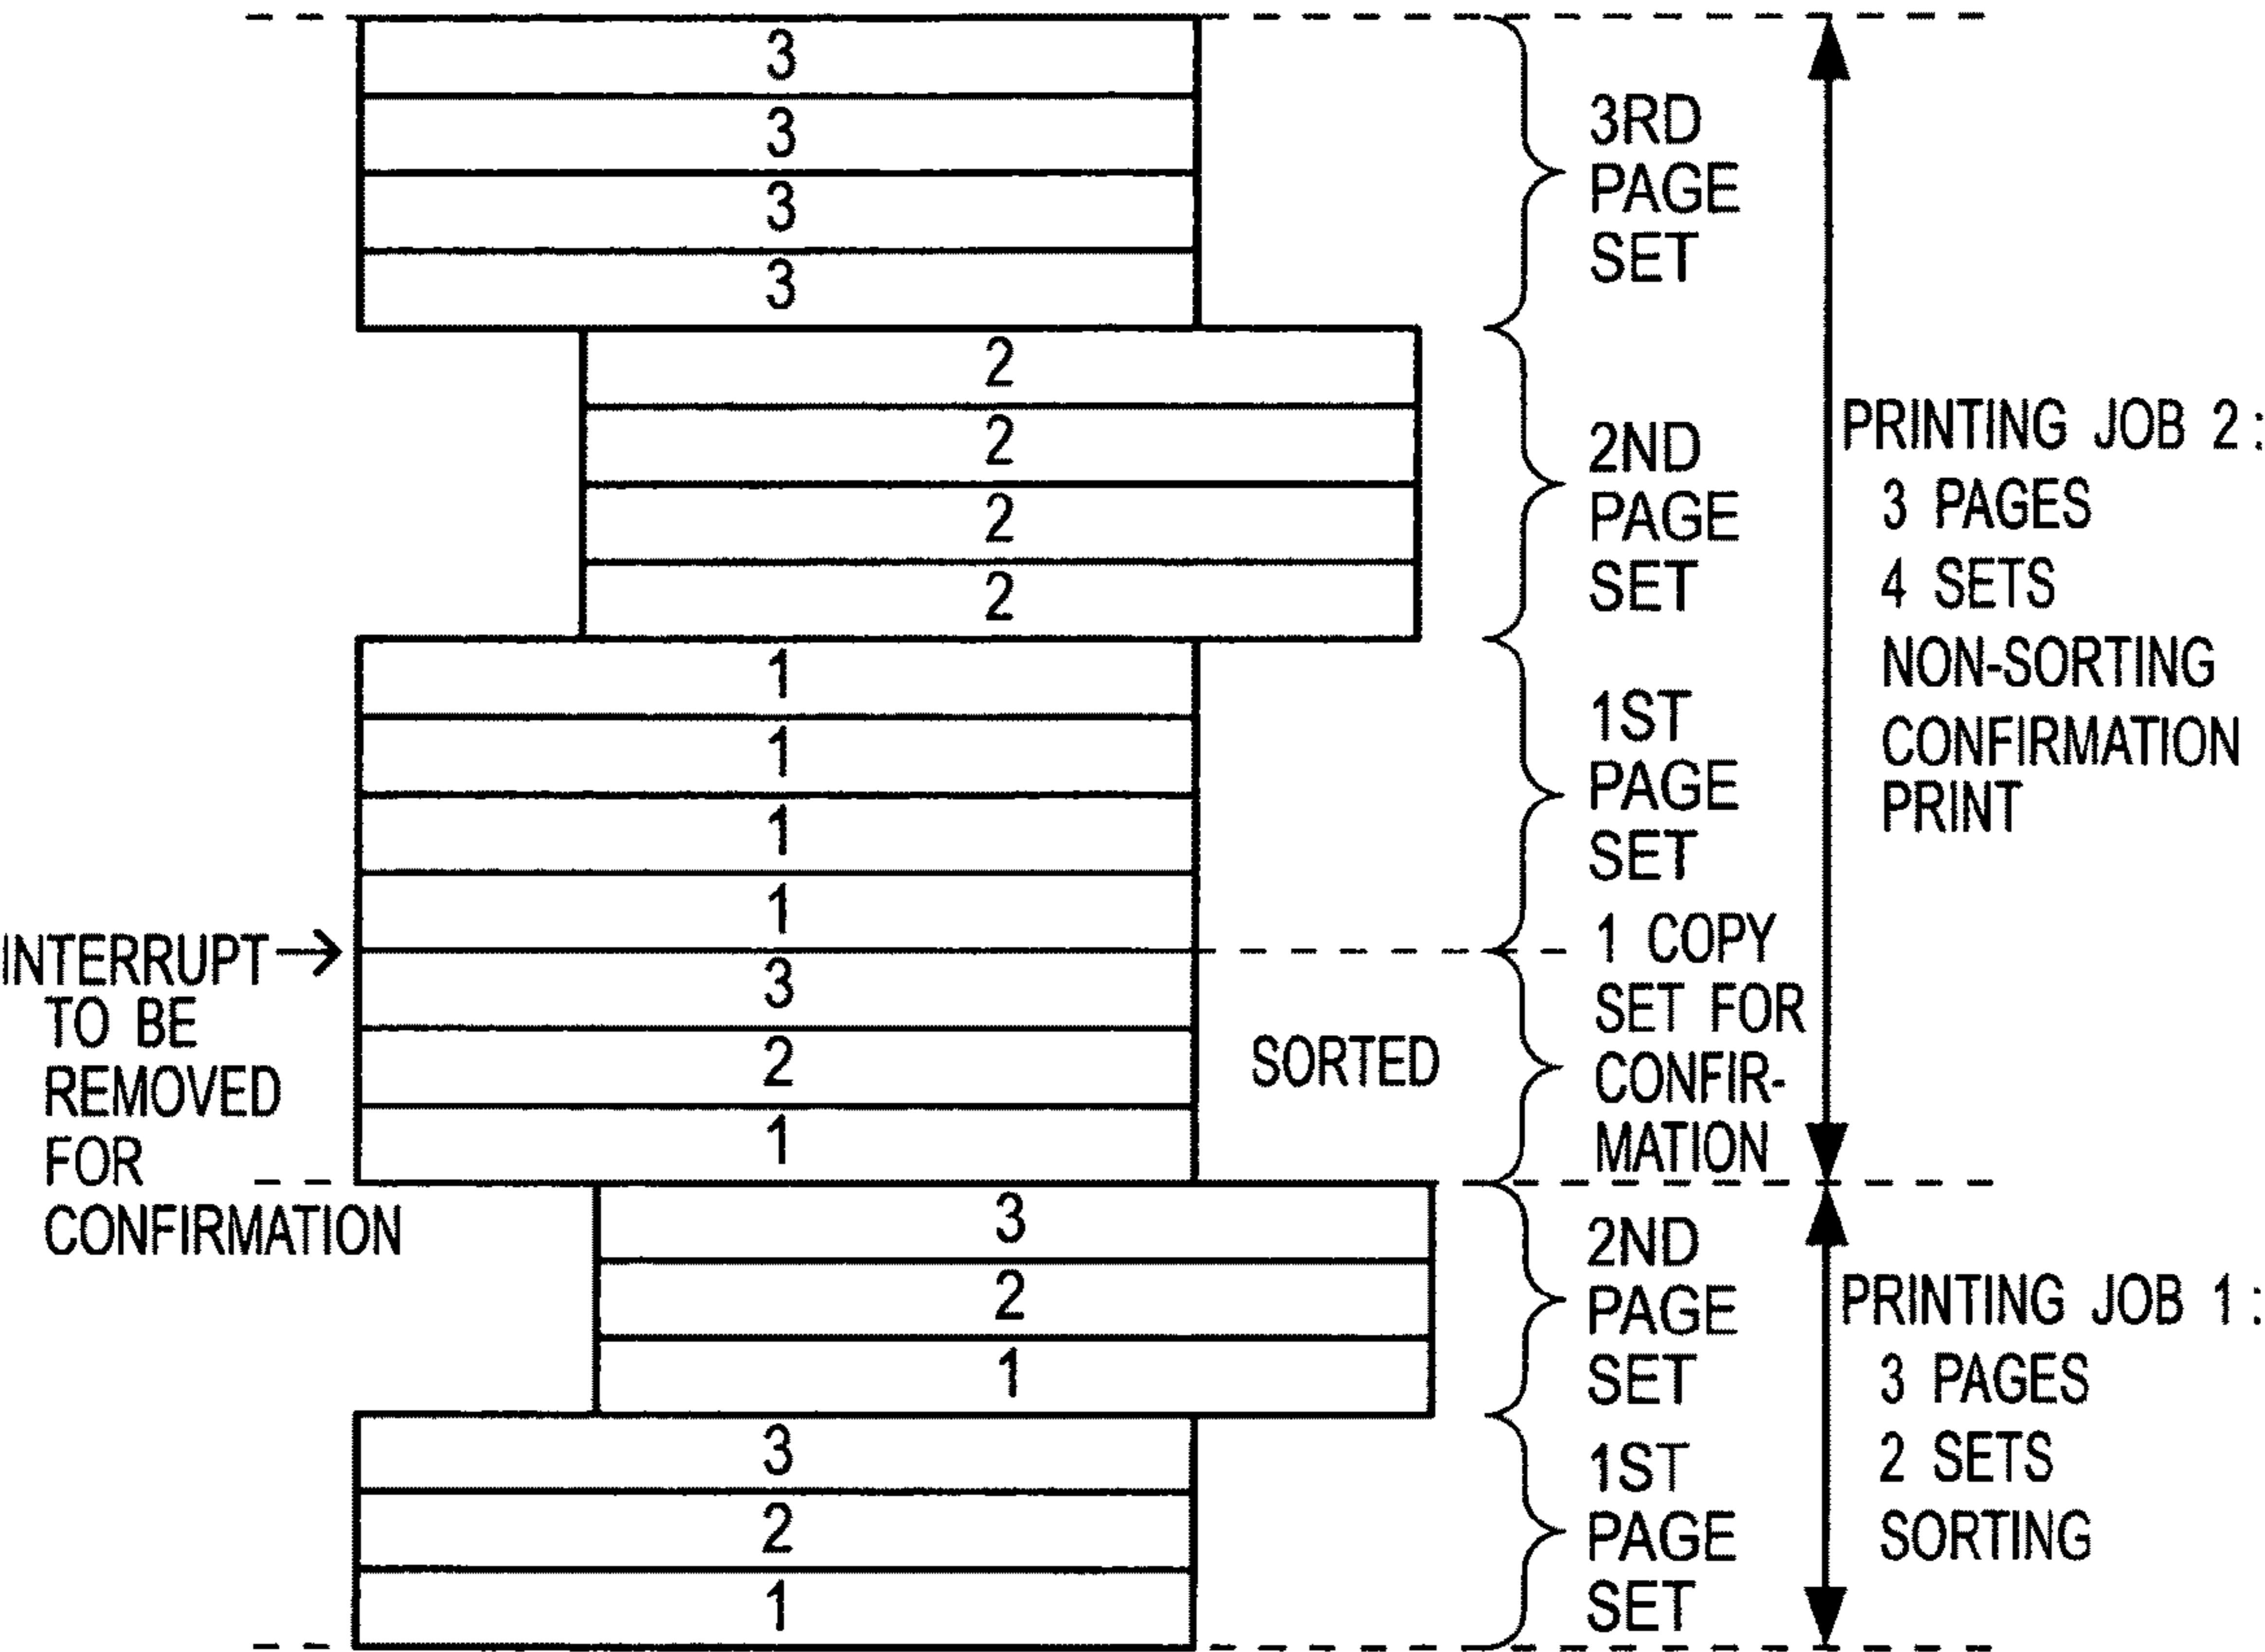 3
3
3
3
3RD
PAGE
SET
2
2
2
2
2ND
PAGE
SET
PRINTING JOB 2 :
3 PAGES
4 SETS
NON-SORTING
CONFIRMATION
PRINT
1
1
1
1
1ST
PAGE
SET
INTERRUPT
TO BE
REMOVED
FOR
CONFIRMATION
3
2
1
SORTED
1 COPY
SET FOR
CONFIR-
MATION
3
2
1
2ND
PAGE
SET
PRINTING JOB 1 :
3 PAGES
2 SETS
SORTING
3
2
1
1ST
PAGE
SET